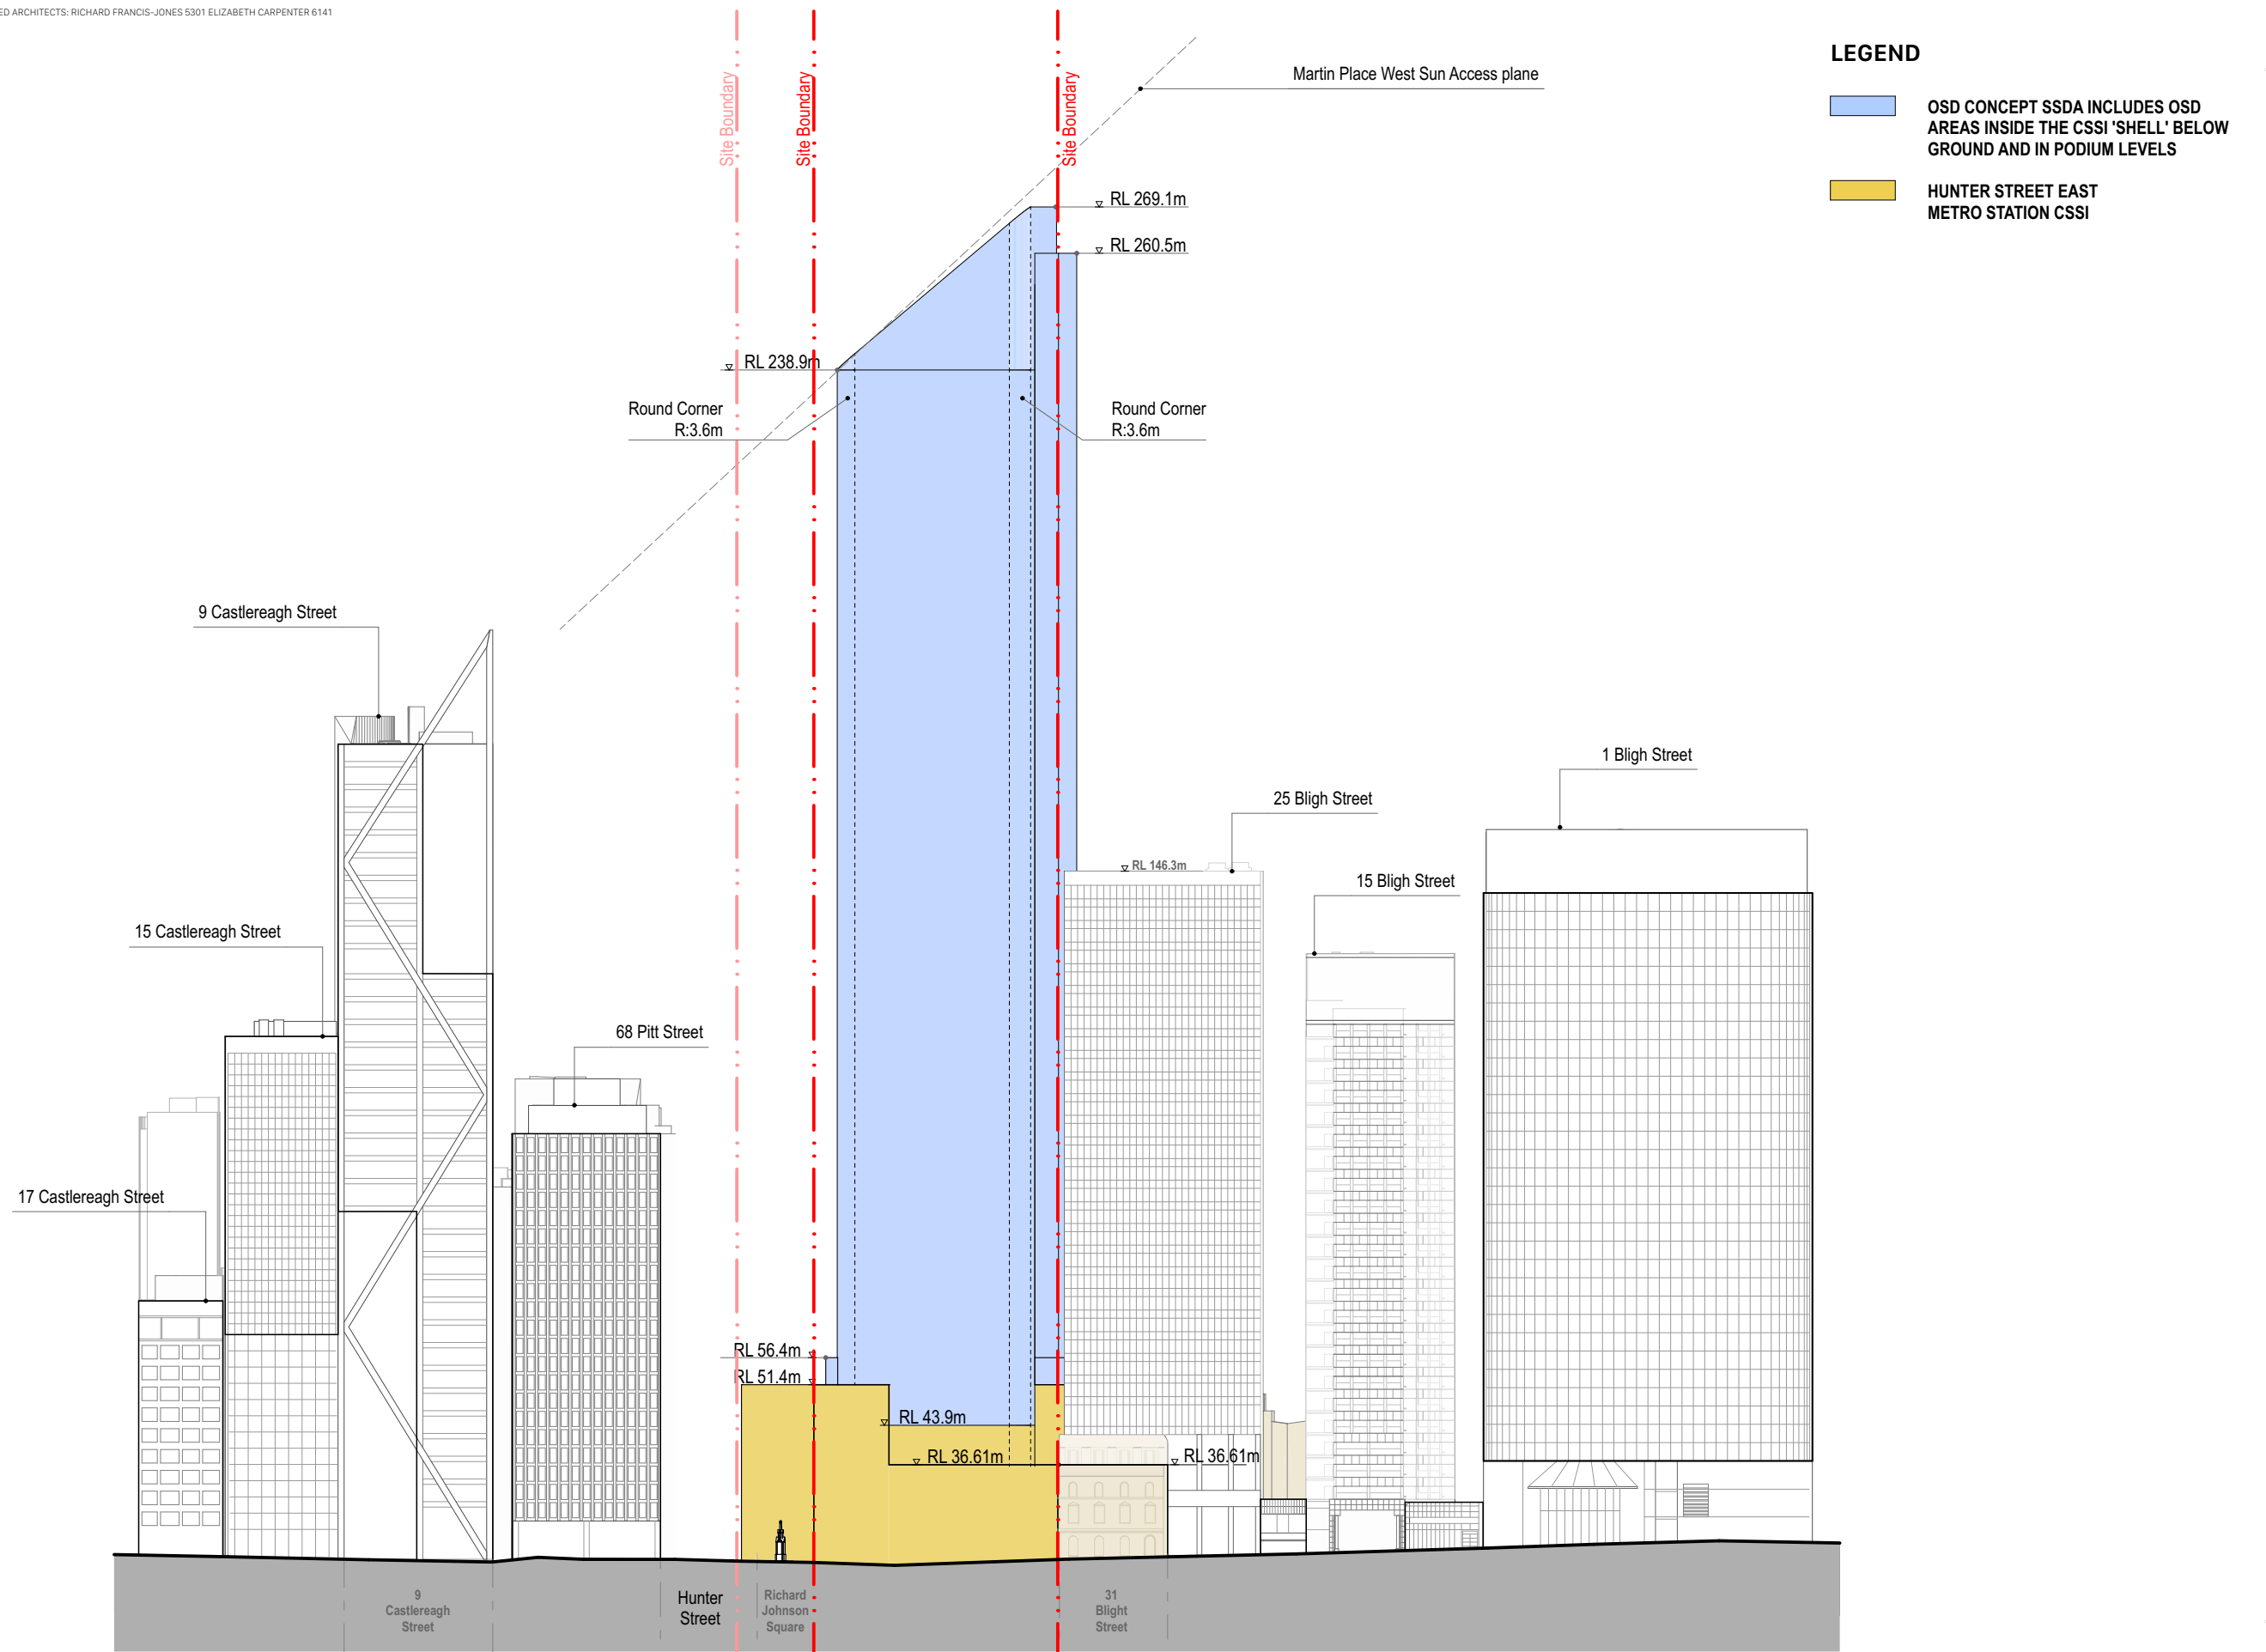 ED ARCHITECTS: RICHARD FRANCIS-JONES 5301 ELIZABETH CARPENTER 6141
LEGEND
OSD CONCEPT SSDA INCLUDES OSD
AREAS INSIDE THE CSSI 'SHELL' BELOW
GROUND AND IN PODIUM LEVELS
HUNTER STREET EAST
METRO STATION CSSI
Site Boundary
Site Boundary
Site Boundary
Martin Place West Sun Access plane
RL 269.1m
RL 260.5m
RL 238.9m
Round Corner
R:3.6m
Round Corner
R:3.6m
9 Castlereagh Street
1 Bligh Street
25 Bligh Street
RL 146.3m
15 Bligh Street
15 Castlereagh Street
68 Pitt Street
17 Castlereagh Street
RL 56.4m
RL 51.4m
RL 43.9m
RL 36.61m
RL 36.61m
9
Castlereagh
Street
Hunter
Street
Richard
Johnson
Square
31
Blight
Street